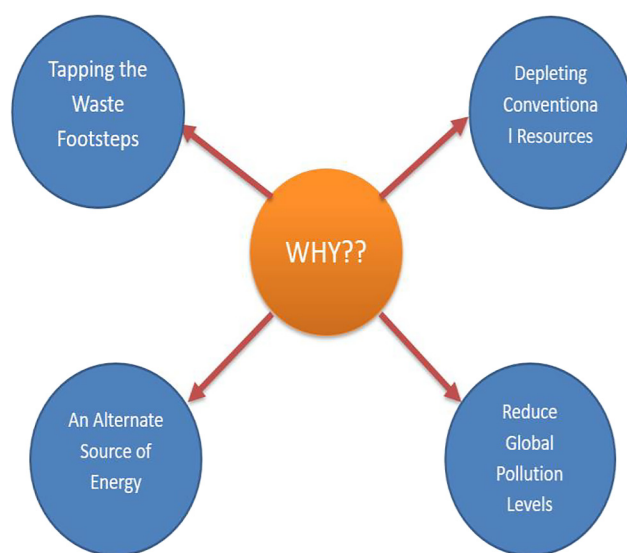 Tapping the
Waste
Footsteps
Depleting
Conventiona
l Resources
WHY??
An Alternate
Source of
Energy
Reduce
Global
Pollution
Levels